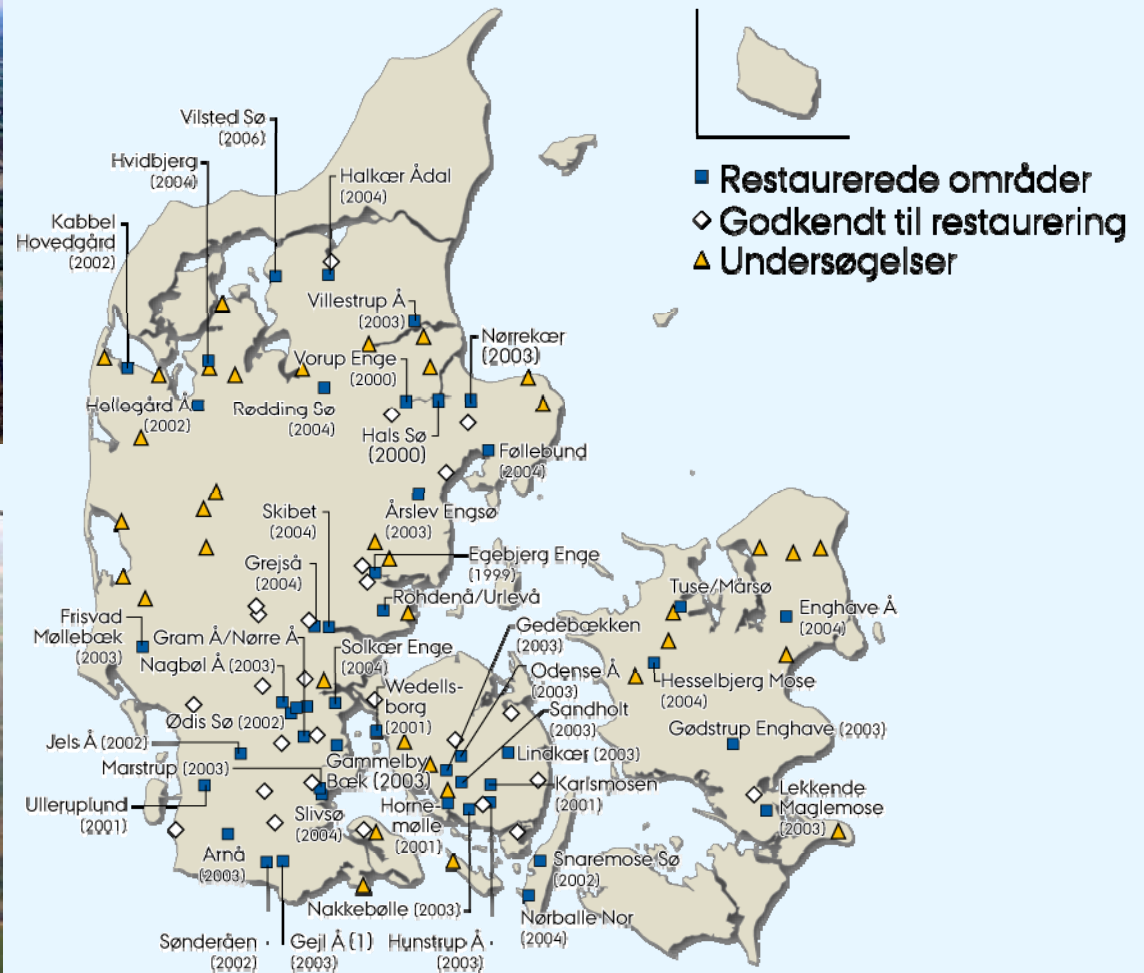 Vilsted Sø
(2006)
Hvidbjerg
(2004)
Halkær Ådal
(2004)
Kabbel
Hovedgård
(2002)
Restaurerede områder
Godkendt til restaurering
Undersøgelser
Villestrup Å
(2003)
Nørrekær
(2003)
Vorup Enge
(2000)
Hellegård Å
(2002)
Rødding Sø
(2004)
Hals Sø
(2000)
Føllebund
(2004)
Skibet
(2004)
Årslev Engsø
(2003)
Egebjerg Enge
(1999)
Grejså
(2004)
Rohdenå/Urlevå
Tuse/Mårsø
Enghave Å
(2004)
Frisvad
Møllebæk
(2003)
Gram Å/Nørre Å
Gedebækken
(2003)
Nagbøl Å (2003)
Solkær Enge
(2004)
Odense Å
(2003)
Hesselbjerg Mose
(2004)
Wedells-
borg
(2001)
Sandholt
(2003)
Ødis Sø (2002)
Gødstrup Enghave (2003)
Jels Å (2002)
Lindkær (2003)
Marstrup (2003)
Gammelby
Bæk (2003)
Karlsmosen
(2001)
Lekkende
Maglemose
(2003)
Ulleruplund
(2001)
Slivsø
(2004)
Horne-
mølle
(2001)
Arnå
(2003)
Snaremose Sø
(2002)
Nakkebølle (2003)
Nørballe Nor
(2004)
Sønderåen
(2002)
Gejl Å (1)
(2003)
Hunstrup Å
(2003)